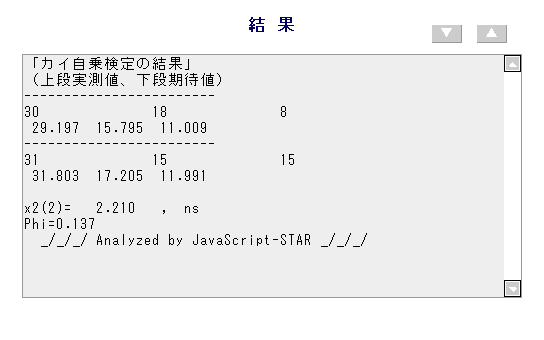 結 果
「カイ自乗検定の結果」
（上段実測値、下段期待値）
------------------------
30 18 8
29.197 15.795 11.009
------------------------
31 15 15
31.803 17.205 11.991
x2(2)= 2.210 , ns
Phi=0.137
_/_/_/ Analyzed by JavaScript-STAR _/_/_/